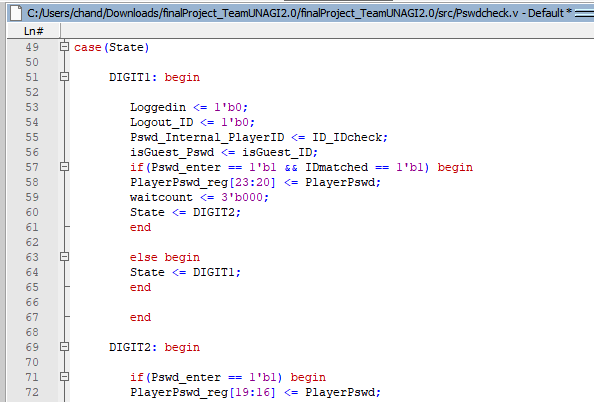 C:/Users/chand/Downloads/finalProject_TeamUNAGI2.0/finalProject_TeamUNAGI2.0/src/Pswdcheck.v - Default *
Ln#
49 case(State)
50
51 DIGIT1: begin
52
53 Loggedin <= 1'b0;
54 Logout_ID <= 1'b0;
55 Pswd_Internal_PlayerID <= ID_IDcheck;
56 isGuest_Pswd <= isGuest_ID;
57 if(Pswd_enter == 1'b1 && IDmatched == 1'b1) begin
58 PlayerPswd_reg[23:20] <= PlayerPswd;
59 waitcount <= 3'b000;
60 State <= DIGIT2;
61 end
62
63 else begin
64 State <= DIGIT1;
65 end
66
67 end
68
69 DIGIT2: begin
70
71 if(Pswd_enter == 1'b1) begin
72 PlayerPswd_reg[19:16] <= PlayerPswd;